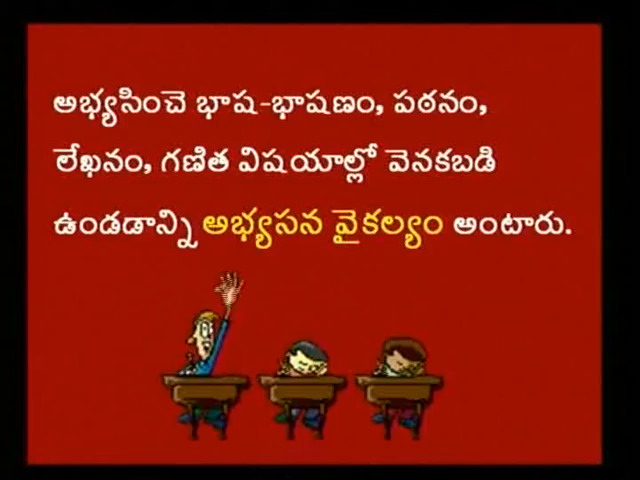 అభ్యసించె భాష-భాషణం, పఠనం,
లేఖనం, గణిత విషయాల్లో వెనకబడి
ఉండడాన్ని అభ్యసన వైకల్యం అంటారు.